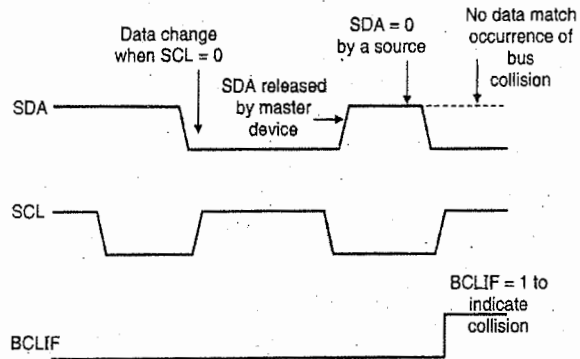 Data change
when SCL = 0
SDA = 0
by a source
No data match
occurrence of
bus
collision
SDA released
by master
device
SDA
SCL
BCLIF = 1 to
indicate
collision
BCLIF